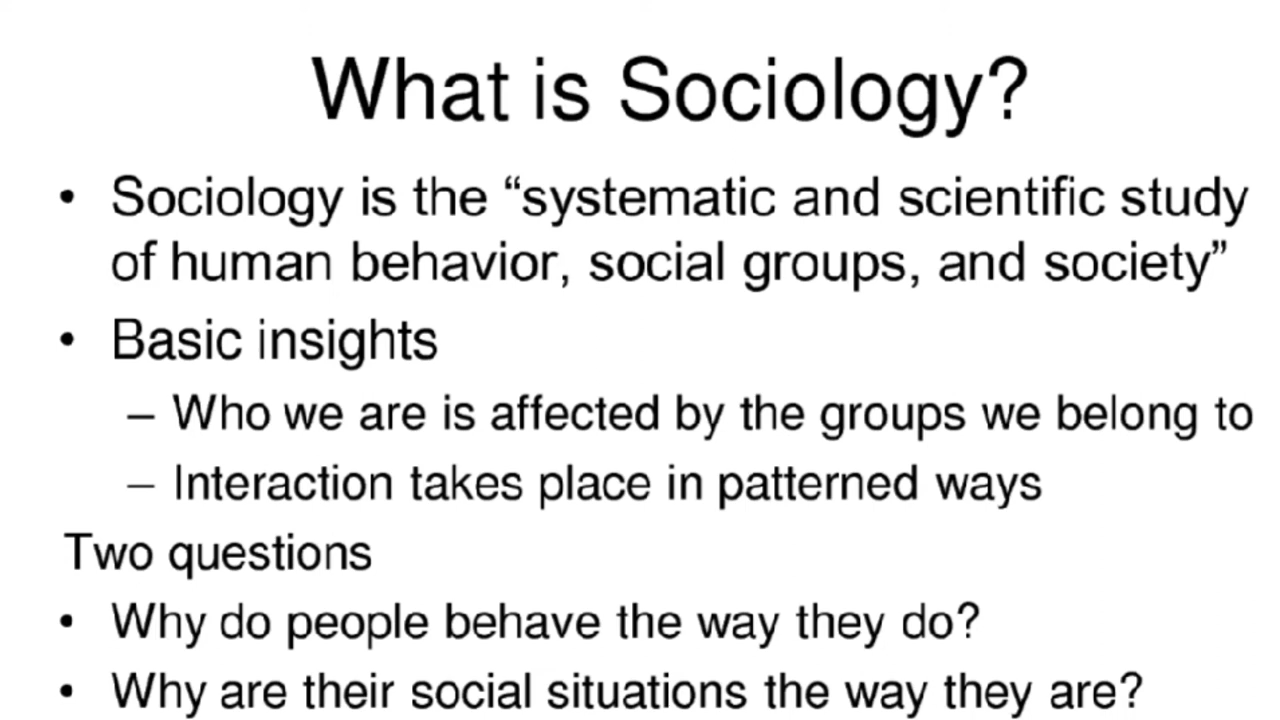 What is Sociology?
• Sociology is the “systematic and scientific study
of human behavior, social groups, and society”
• Basic insights
– Who we are is affected by the groups we belong to
– Interaction takes place in patterned ways
Two questions
• Why do people behave the way they do?
• Why are their social situations the way they are?